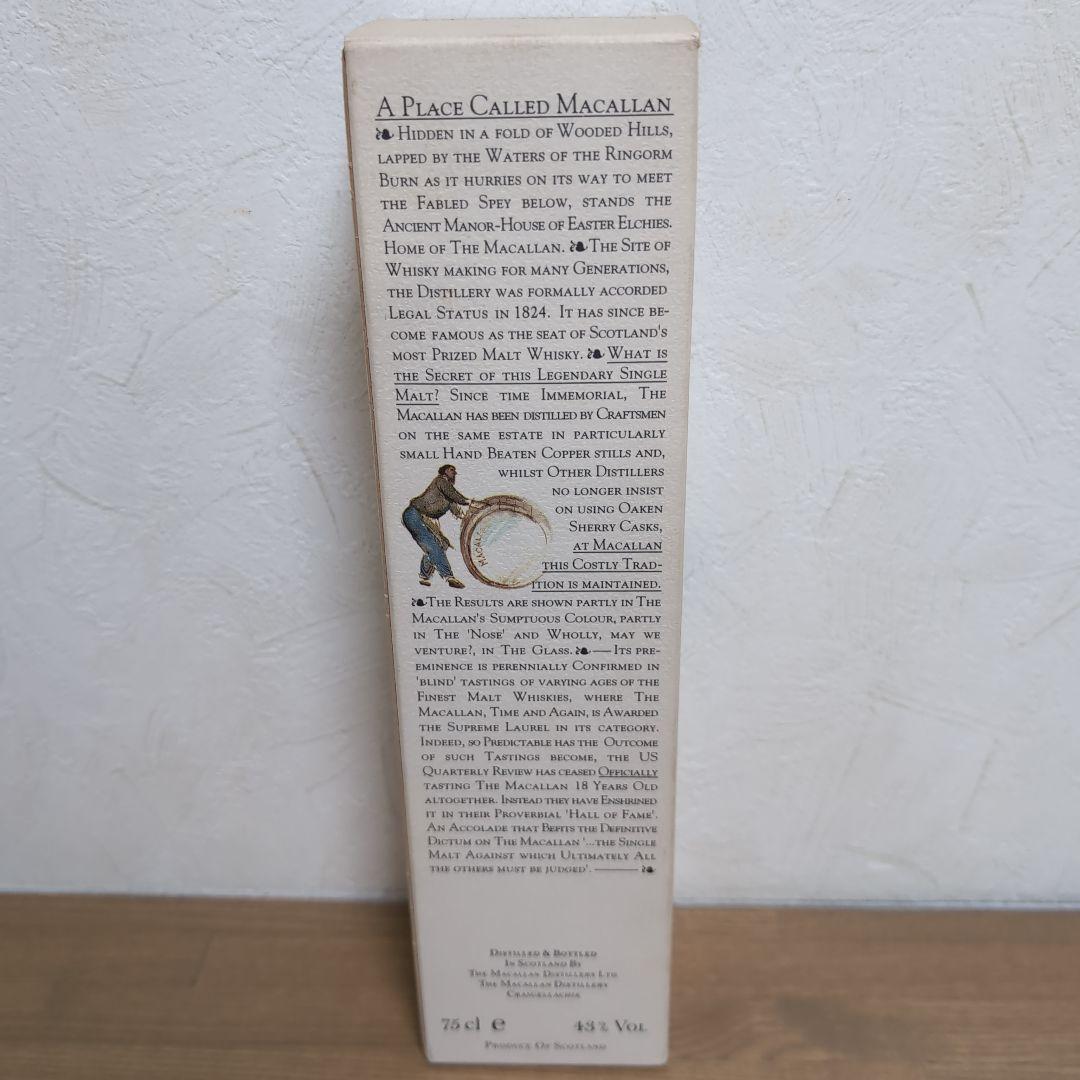 A Place Called Macallan
Hidden in a fold of Wooded Hills,
lapped by the Waters of the Ringorm
Burn as it hurries on its way to meet
the Fabled Spey below, stands the
Ancient Manor-House of Easter Elchies.
Home of The Macallan. The Site of
Whisky making for many Generations,
the Distillery was formally accorded
Legal Status in 1824. It has since be-
come famous as the seat of Scotland's
most Prized Malt Whisky. What is
the Secret of this Legendary Single
Malt? Since time Immemorial, The
Macallan has been distilled by Craftsmen
on the same estate in particularly
small Hand Beaten Copper stills and,
whilst Other Distillers
no longer insist
on using Oaken
Sherry Casks,
at Macallan
this Costly Trad-
ition is maintained.
MACALL
The Results are shown partly in The
Macallan's Sumptuous Colour, partly
in The 'Nose' and Wholly, may we
venture?, in The Glass. — Its pre-
eminence is perennially Confirmed in
'blind' tastings of varying ages of the
Finest Malt Whiskies, where The
Macallan, Time and Again, is Awarded
the Supreme Laurel in its category.
Indeed, so Predictable has the Outcome
of such Tastings become, the US
Quarterly Review has ceased Officially
tasting The Macallan 18 Years Old
altogether. Instead they have Enshrined
it in their Proverbial 'Hall of Fame'.
An Accolade that Befits the Definitive
Dictum on The Macallan '...the Single
Malt Against which Ultimately All
the others must be judged'. —
Distilled & Bottled
In Scotland By
The Macallan Distillers Ltd
The Macallan Distillery
Craigellachie
75 cl e 43% Vol
Produce Of Scotland